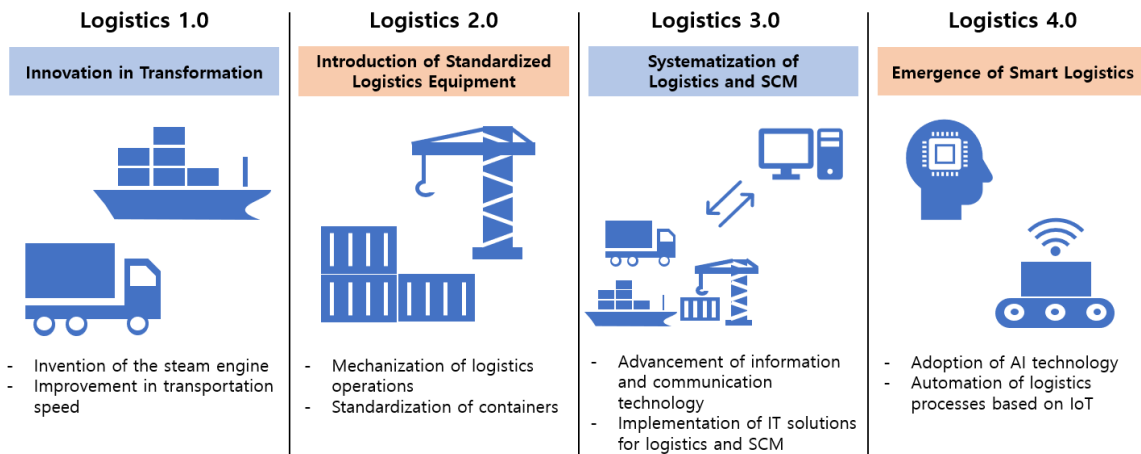 Logistics 1.0
Innovation in Transformation
- Invention of the steam engine
- Improvement in transportation
speed
Logistics 2.0
Introduction of Standardized
Logistics Equipment
- Mechanization of logistics
operations
- Standardization of containers
Logistics 3.0
Systematization of
Logistics and SCM
- Advancement of information
and communication
technology
- Implementation of IT solutions
for logistics and SCM
Logistics 4.0
Emergence of Smart Logistics
- Adoption of AI technology
- Automation of logistics
processes based on IoT